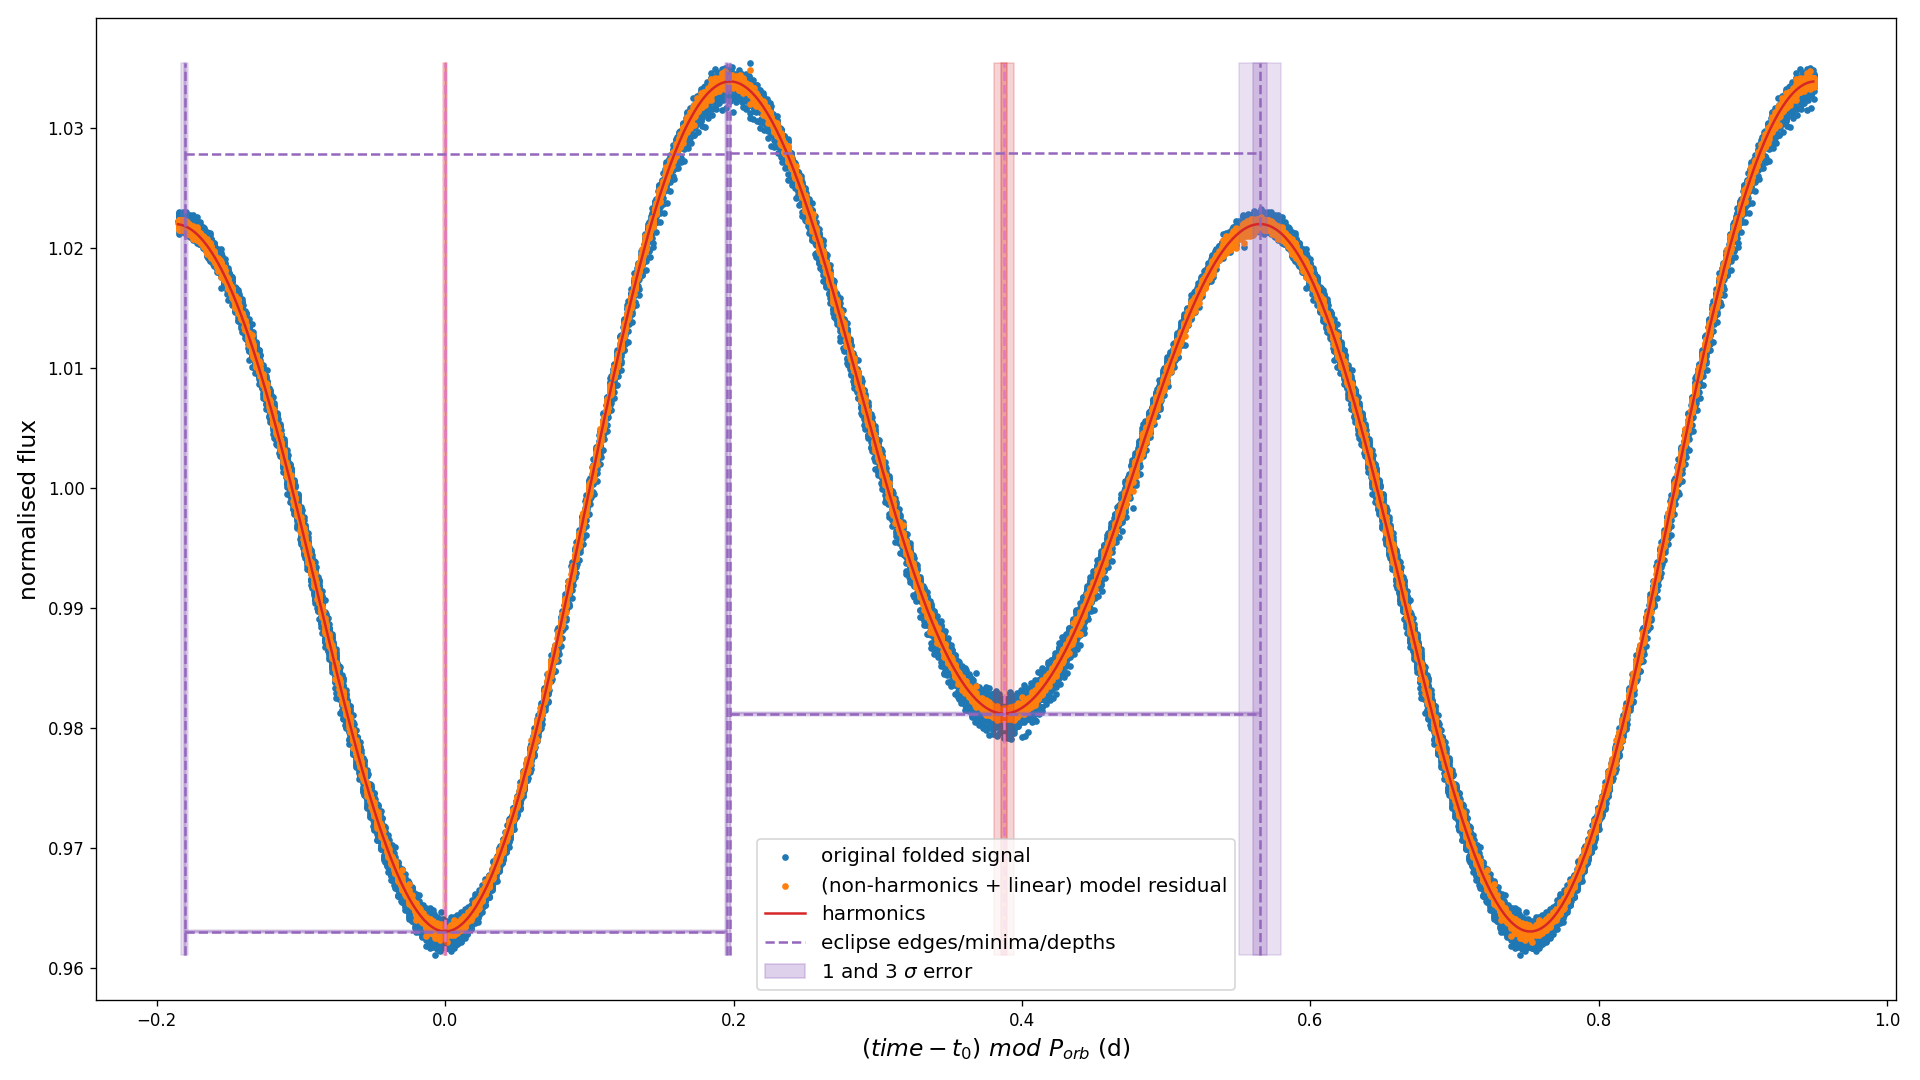 normalised flux
1.03
1.02
1.01
1.00
0.99
0.98
0.97
0.96
original folded signal
(non-harmonics + linear) model residual
harmonics
eclipse edges/minima/depths
1 and 3 σ error
−0.2 0.0 0.2 0.4 0.6 0.8 1.0
(time − t₀) mod P_orb (d)